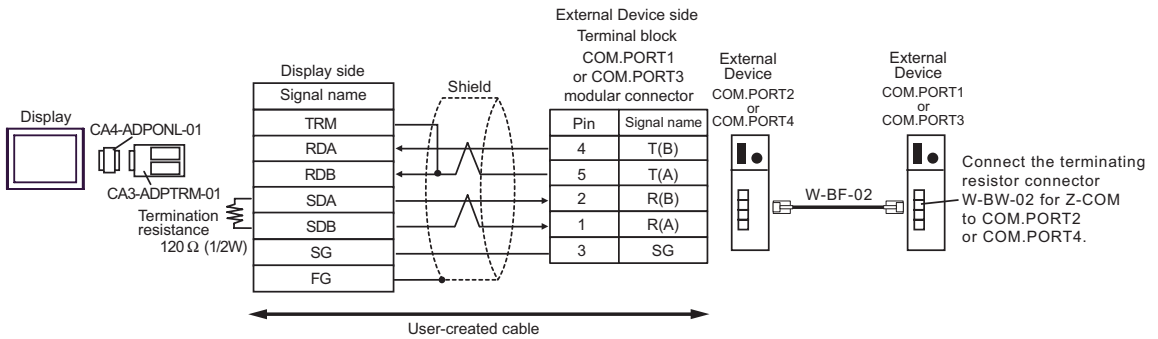 Display
CA4-ADPONL-01
CA3-ADPTRM-01
Termination
resistance
120 Ω (1/2W)
Display side
Signal name
TRM
RDA
RDB
SDA
SDB
SG
FG
Shield
External Device side
Terminal block
COM.PORT1
or COM.PORT3
modular connector
Pin Signal name
4 T(B)
5 T(A)
2 R(B)
1 R(A)
3 SG
User-created cable
External
Device
COM.PORT2
or
COM.PORT4
W-BF-02
External
Device
COM.PORT1
or
COM.PORT3
Connect the terminating
resistor connector
W-BW-02 for Z-COM
to COM.PORT2
or COM.PORT4.